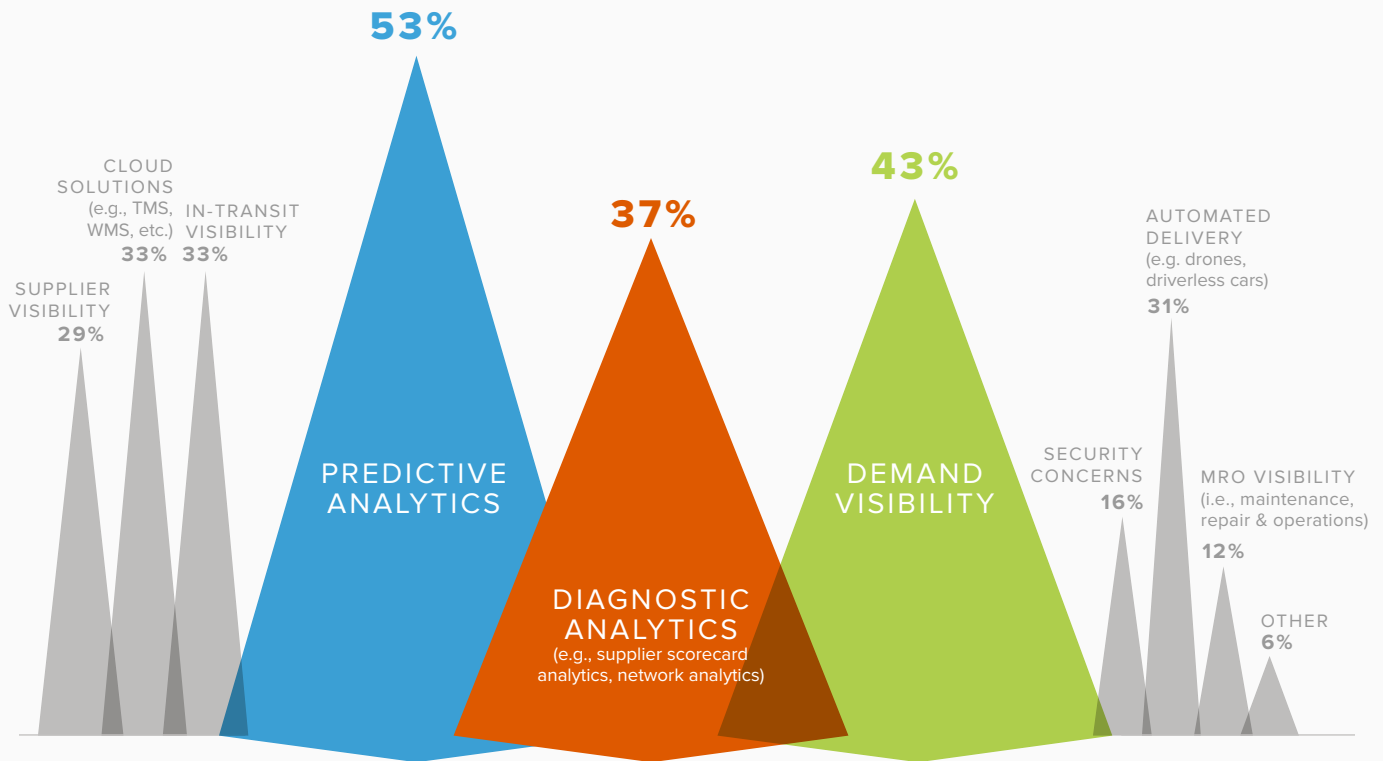 SUPPLIER
VISIBILITY
29%
CLOUD
SOLUTIONS
(e.g., TMS,
WMS, etc.)
33%
IN-TRANSIT
VISIBILITY
33%
53%
PREDICTIVE
ANALYTICS
37%
DIAGNOSTIC
ANALYTICS
(e.g., supplier scorecard
analytics, network analytics)
43%
DEMAND
VISIBILITY
SECURITY
CONCERNS
16%
AUTOMATED
DELIVERY
(e.g. drones,
driverless cars)
31%
MRO VISIBILITY
(i.e., maintenance,
repair & operations)
12%
OTHER
6%